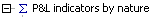 Σ P&L indicators by nature